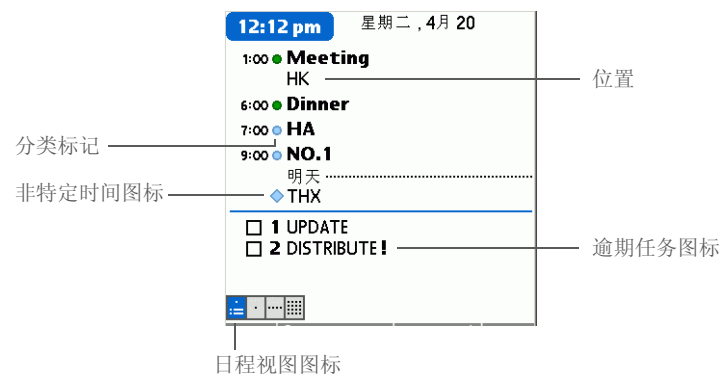 12:12 pm 星期二 , 4月 20
1:00 Meeting
HK
位置
6:00 Dinner
7:00 HA
分类标记
9:00 NO.1
明天
非特定时间图标
THX
1 UPDATE
2 DISTRIBUTE!
逾期任务图标
日程视图图标